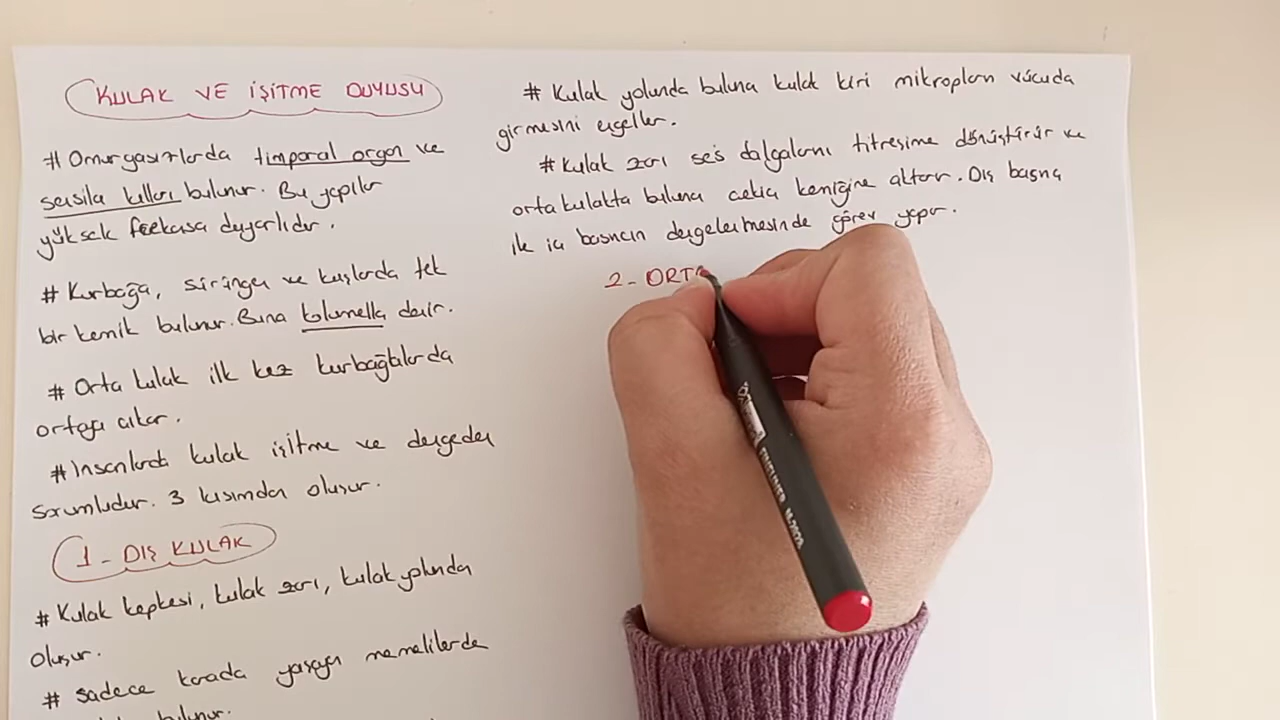 KULAK VE İŞİTME DUYUSU
# Omurgasızlarda timporal organ ve
sensila kılları bulunur. Bu yapılar
yüksek frekansa duyarlıdır.
# Kurbağa, sürüngen ve kuşlarda tek
bir kemik bulunur. Buna kolumella denir.
# Orta kulak ilk kez kurbağalarda
ortaya çıkar.
# İnsanlarda kulak işitme ve dengeden
sorumludur. 3 kısımdan oluşur.
1 - DIŞ KULAK
# Kulak kepçesi, kulak zarı, kulak yolundan
oluşur.
# Sadece karada yaşayan memelilerde
bulunur.
# Kulak yolunda bulunan kulak kiri mikropların vücuda
girmesini engeller.
# Kulak zarı ses dalgalarını titreşime dönüştürür ve
orta kulakta bulunan çekiç kemiğine aktarır. Dış basınç
ile iç basıncın dengelenmesinde görev yapar.
2 - ORTA
FINELINER